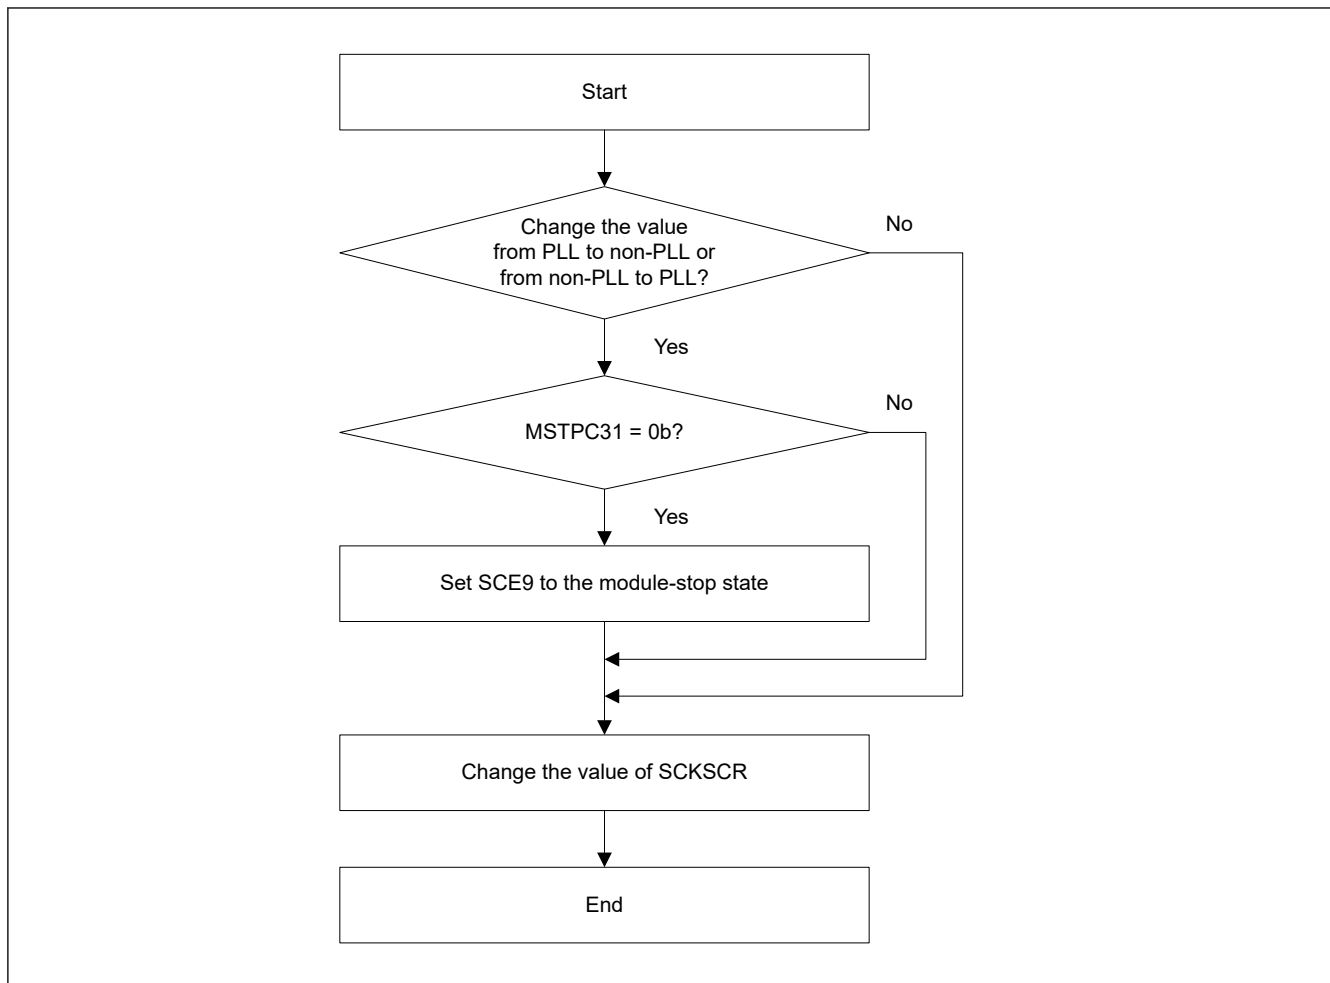 Start
Change the value
from PLL to non-PLL or
from non-PLL to PLL?
No
Yes
MSTPC31 = 0b?
No
Yes
Set SCE9 to the module-stop state
Change the value of SCKSCR
End